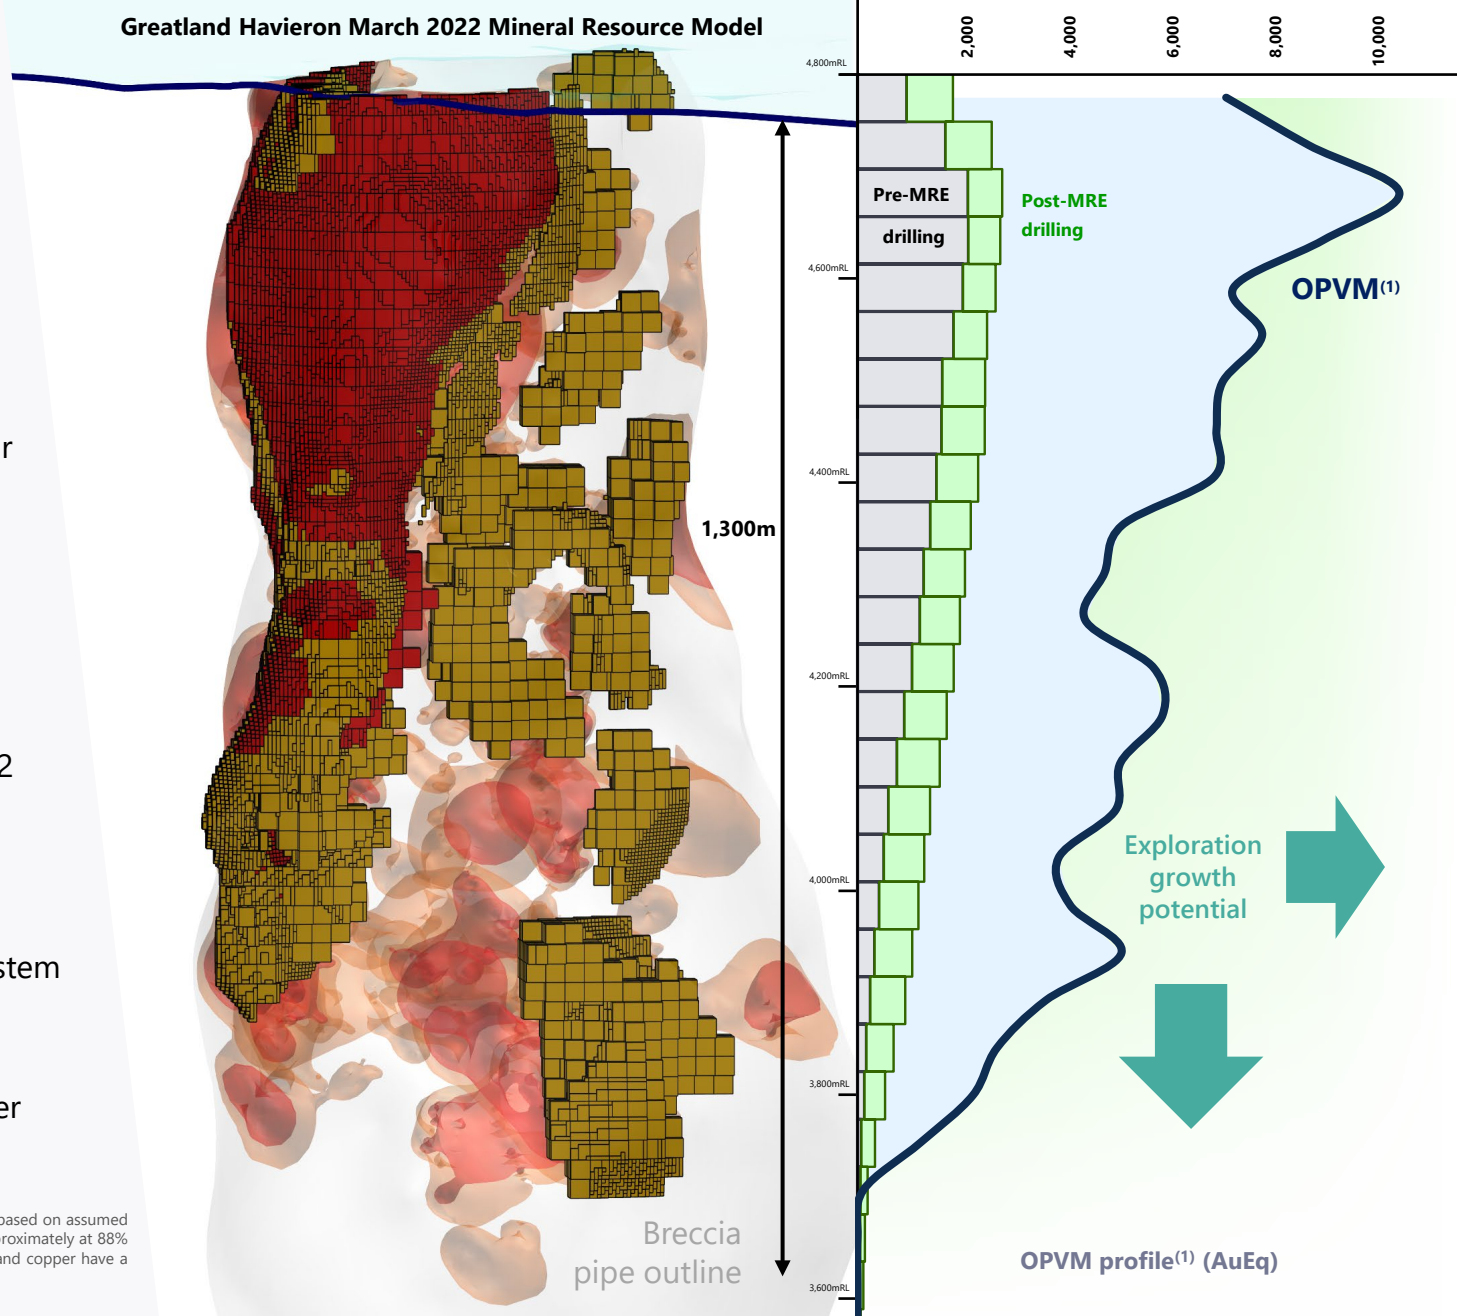 Greatland Havieron March 2022 Mineral Resource Model
2,000
4,000
6,000
8,000
10,000
4,800mRL
Pre-MRE
drilling
Post-MRE
drilling
4,600mRL
OPVM(1)
r
4,400mRL
1,300m
4,200mRL
2
Exploration
growth
potential
4,000mRL
stem
3,800mRL
er
based on assumed
proximately at 88%
and copper have a
Breccia
pipe outline
OPVM profile(1) (AuEq)
3,600mRL